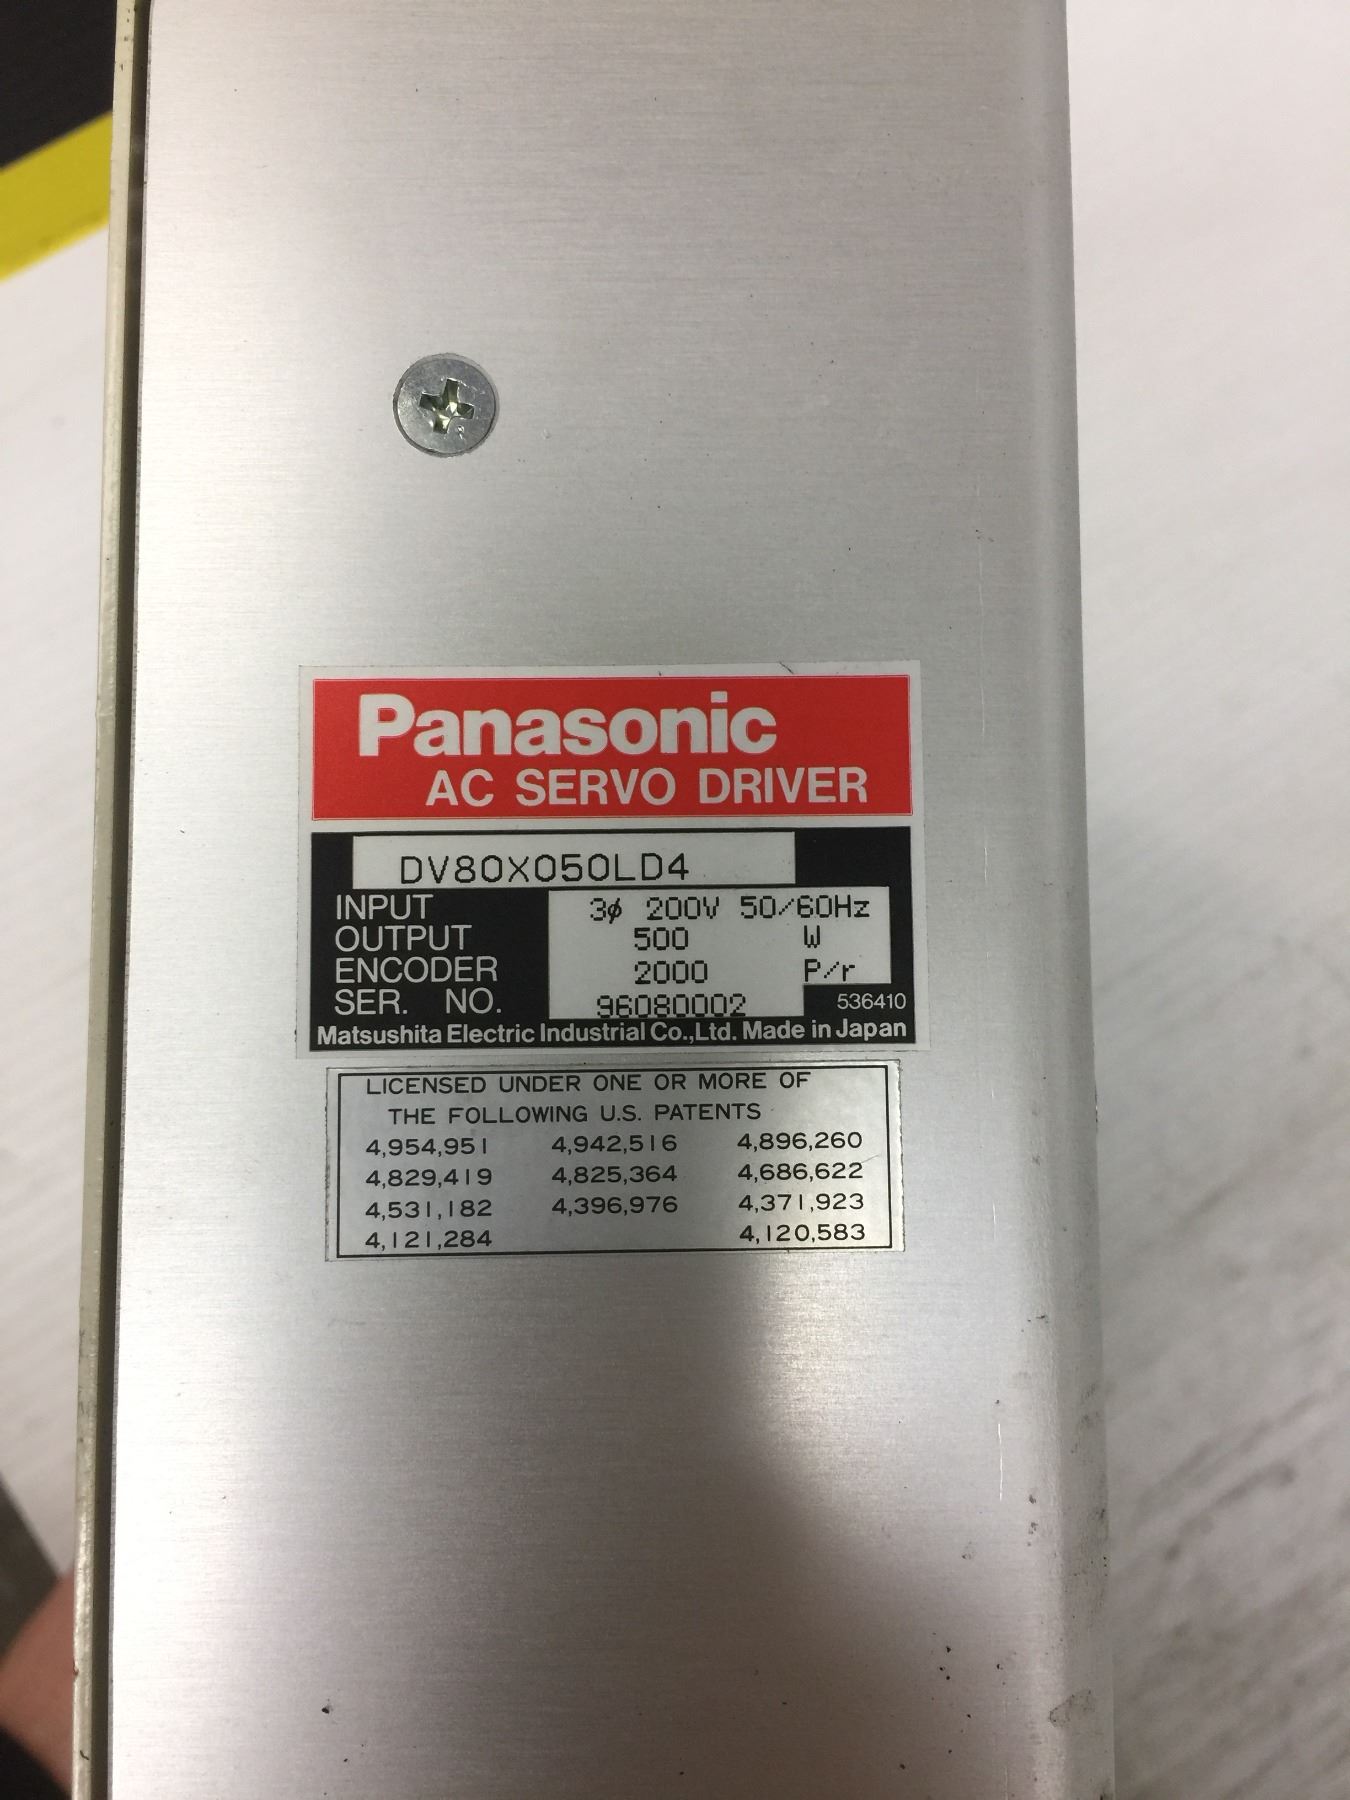 Panasonic
AC SERVO DRIVER
DV80X050LD4
INPUT 3ø 200V 50/60Hz
OUTPUT 500 W
ENCODER 2000 P/r
SER. NO. 96080002 536410
Matsushita Electric Industrial Co.,Ltd. Made in Japan
LICENSED UNDER ONE OR MORE OF
THE FOLLOWING U.S. PATENTS
4,954,951 4,942,516 4,896,260
4,829,419 4,825,364 4,686,622
4,531,182 4,396,976 4,371,923
4,121,284 4,120,583